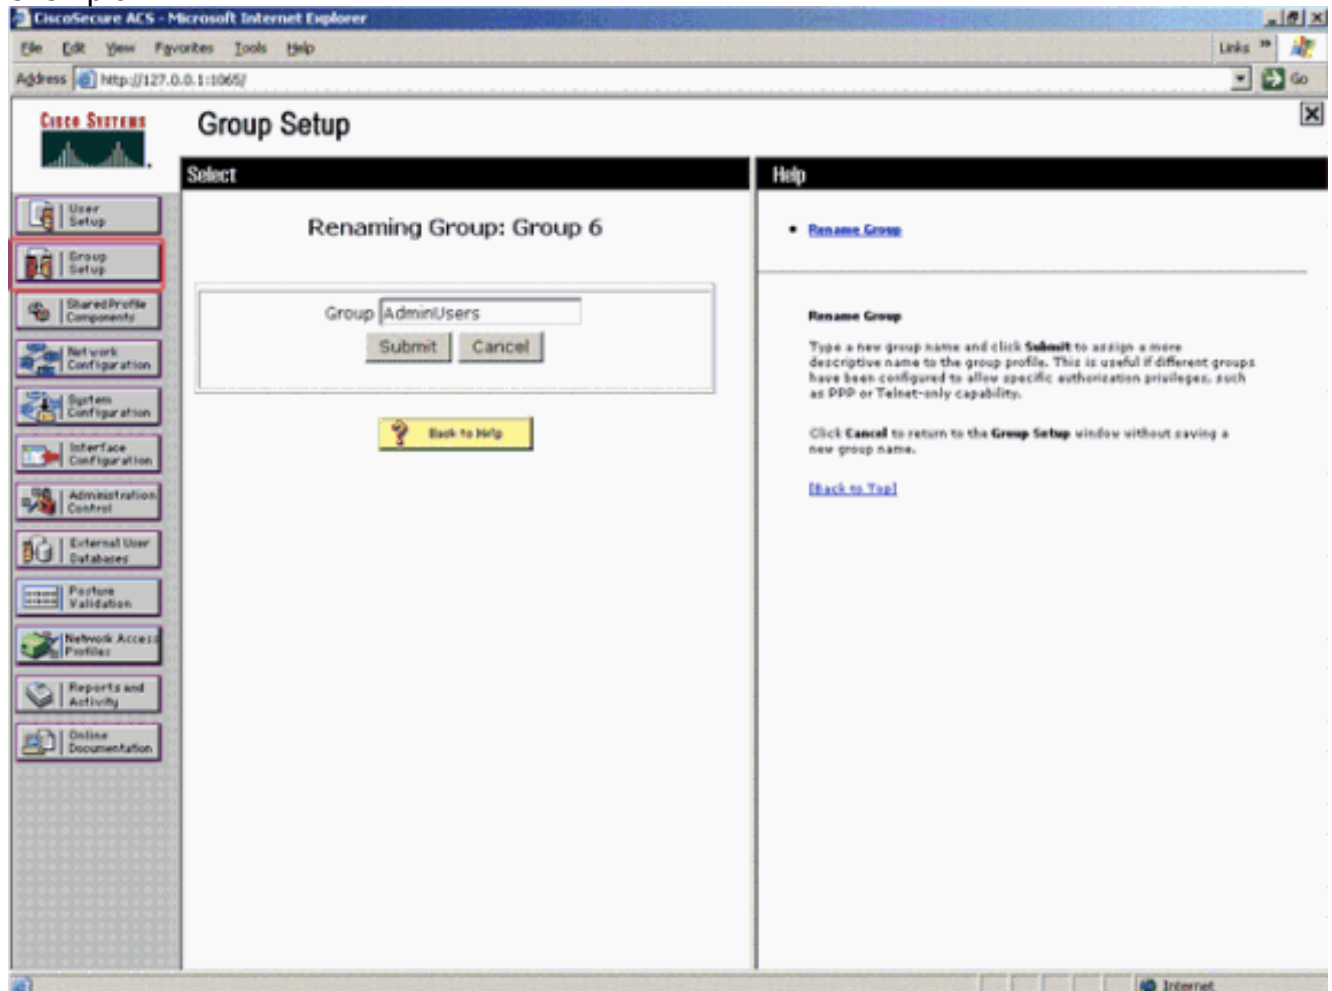 CiscoSecure ACS - Microsoft Internet Explorer
File Edit View Favorites Tools Help
Links »
Address http://127.0.0.1:1065/
Go
CISCO SYSTEMS
Group Setup
Select
Help
User
Setup
Group
Setup
Shared Profile
Components
Network
Configuration
System
Configuration
Interface
Configuration
Administration
Control
External User
Databases
Posture
Validation
Network Access
Profiles
Reports and
Activity
Online
Documentation
Renaming Group: Group 6
Group AdminUsers
Submit Cancel
? Back to Help
• Rename Group
Rename Group
Type a new group name and click Submit to assign a more
descriptive name to the group profile. This is useful if different groups
have been configured to allow specific authorization privileges, such
as PPP or Telnet-only capability.
Click Cancel to return to the Group Setup window without saving a
new group name.
[Back to Top]
Internet